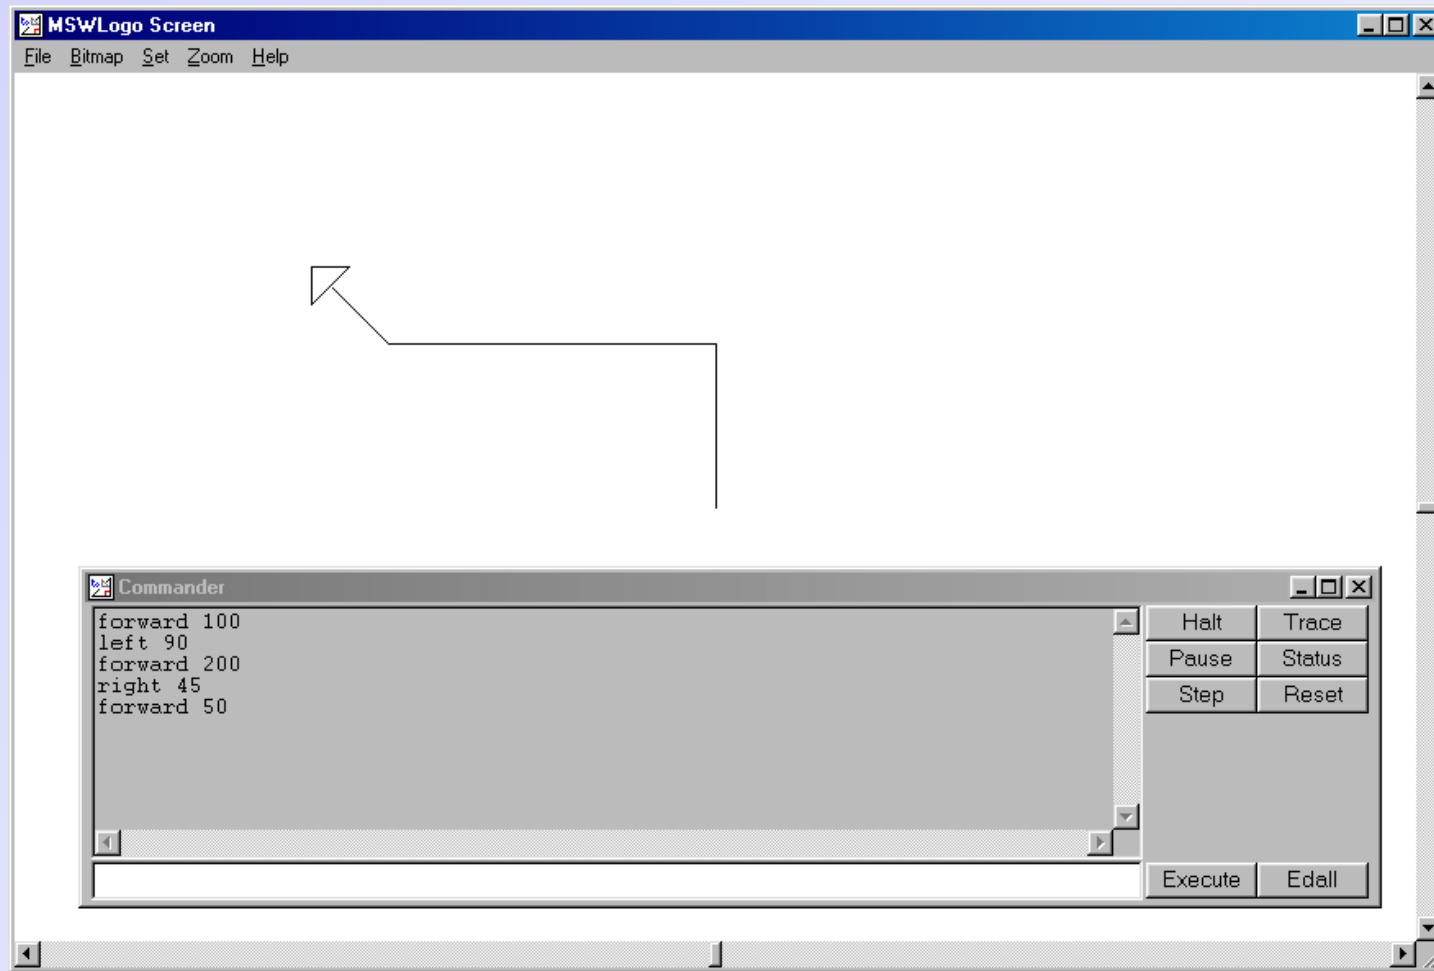 MSWLogo Screen
File Bitmap Set Zoom Help
Commander
forward 100
left 90
forward 200
right 45
forward 50
Halt Trace
Pause Status
Step Reset
Execute Edall